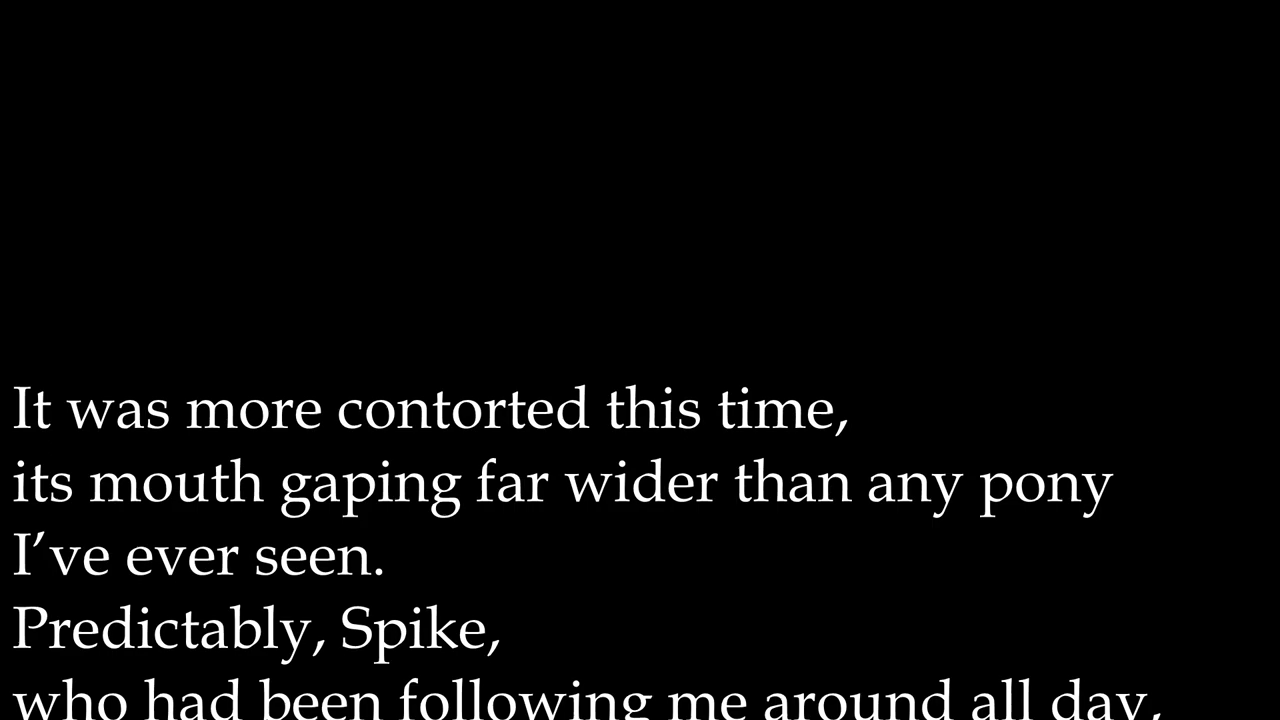 It was more contorted this time,
its mouth gaping far wider than any pony
I’ve ever seen.
Predictably, Spike,
who had been following me around all day,